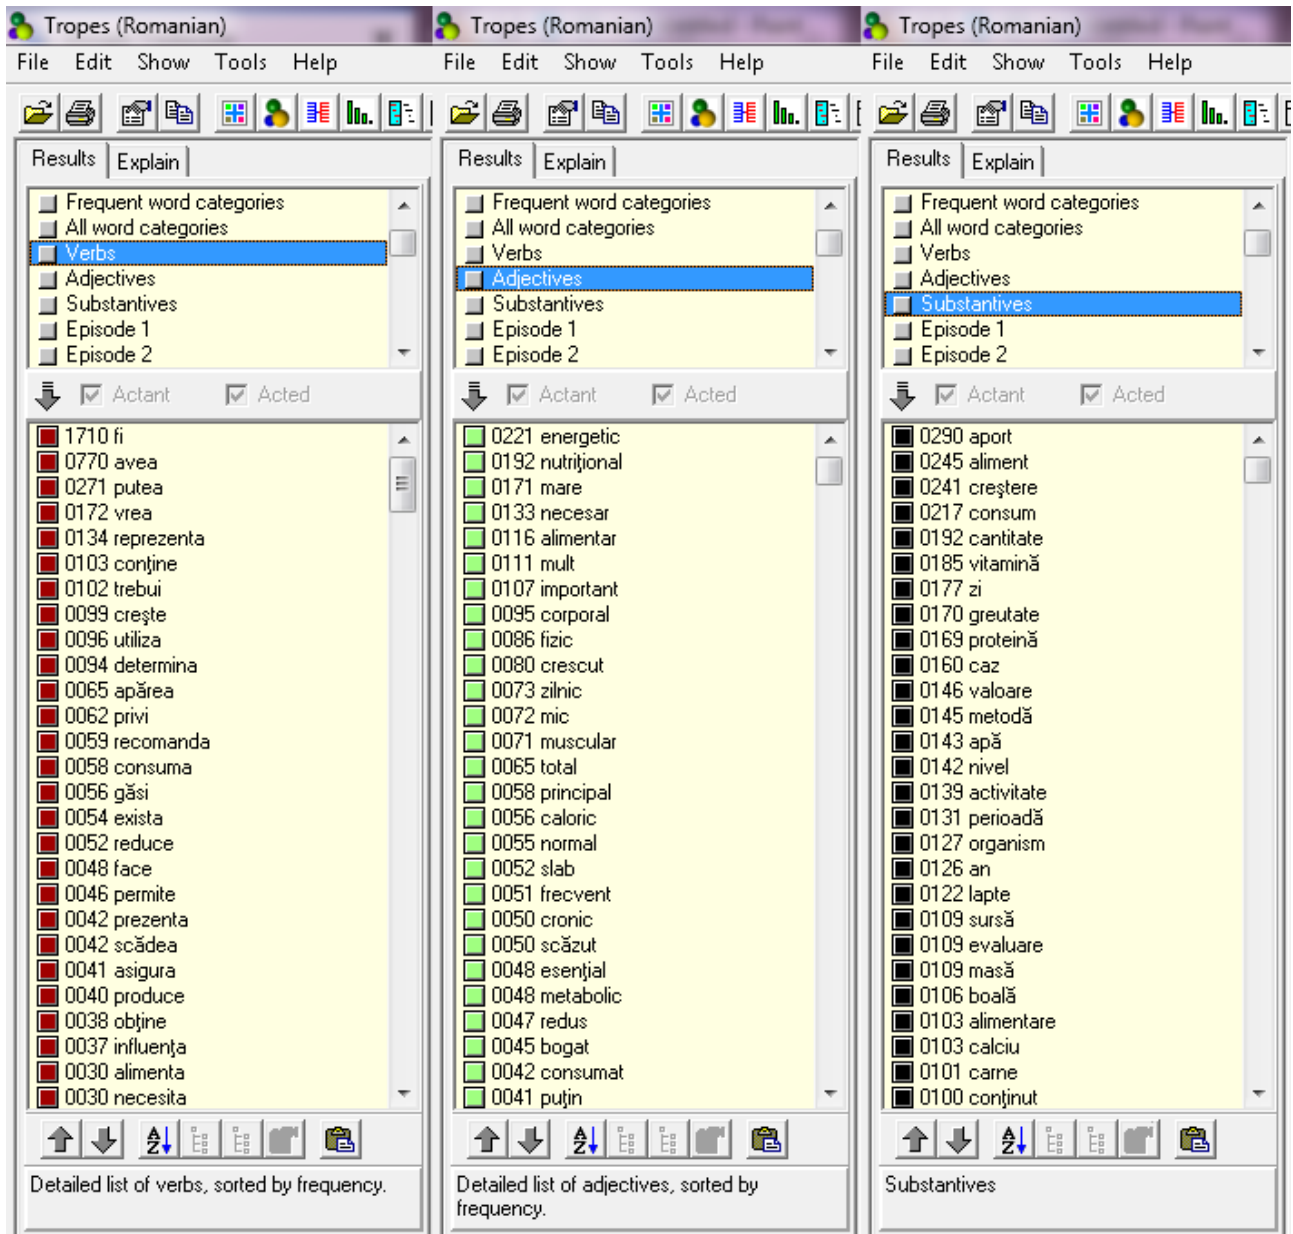 Tropes (Romanian)
File Edit Show Tools Help
Results Explain
Frequent word categories
All word categories
Verbs
Adjectives
Substantives
Episode 1
Episode 2
Actant Acted
1710 fi
0770 avea
0271 putea
0172 vrea
0134 reprezenta
0103 conţine
0102 trebui
0099 creşte
0096 utiliza
0094 determina
0065 apărea
0062 privi
0059 recomanda
0058 consuma
0056 găsi
0054 exista
0052 reduce
0048 face
0046 permite
0042 prezenta
0042 scădea
0041 asigura
0040 produce
0038 obţine
0037 influenţa
0030 alimenta
0030 necesita
Detailed list of verbs, sorted by frequency.
Tropes (Romanian)
File Edit Show Tools Help
Results Explain
Frequent word categories
All word categories
Verbs
Adjectives
Substantives
Episode 1
Episode 2
Actant Acted
0221 energetic
0192 nutriţional
0171 mare
0133 necesar
0116 alimentar
0111 mult
0107 important
0095 corporal
0086 fizic
0080 crescut
0073 zilnic
0072 mic
0071 muscular
0065 total
0058 principal
0056 caloric
0055 normal
0052 slab
0051 frecvent
0050 cronic
0050 scăzut
0048 esenţial
0048 metabolic
0047 redus
0045 bogat
0042 consumat
0041 puţin
Detailed list of adjectives, sorted by
frequency.
Tropes (Romanian)
File Edit Show Tools Help
Results Explain
Frequent word categories
All word categories
Verbs
Adjectives
Substantives
Episode 1
Episode 2
Actant Acted
0290 aport
0245 aliment
0241 creştere
0217 consum
0192 cantitate
0185 vitamină
0177 zi
0170 greutate
0169 proteină
0160 caz
0146 valoare
0145 metodă
0143 apă
0142 nivel
0139 activitate
0131 perioadă
0127 organism
0126 an
0122 lapte
0109 sursă
0109 evaluare
0109 masă
0106 boală
0103 alimentare
0103 calciu
0101 carne
0100 conţinut
Substantives